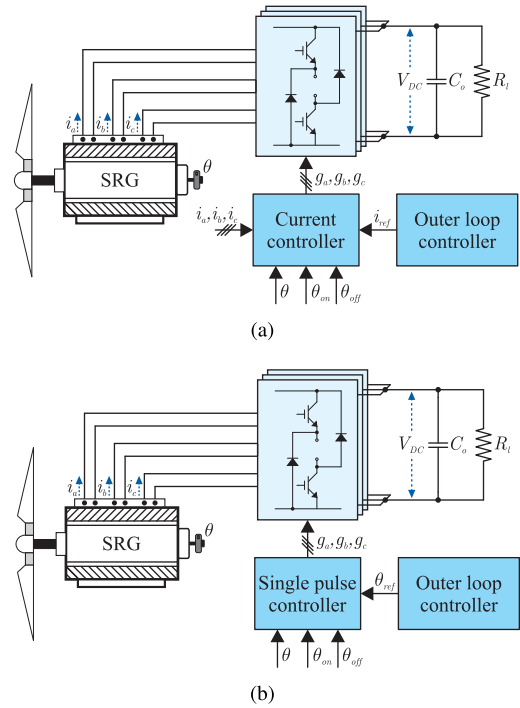 i_a i_b i_c
θ
SRG
V_DC C_o R_l
g_a, g_b, g_c
i_a, i_b, i_c
Current
controller
i_ref
Outer loop
controller
θ θ_on θ_off
(a)
i_a i_b i_c
θ
SRG
V_DC C_o R_l
g_a, g_b, g_c
Single pulse
controller
θ_ref
Outer loop
controller
θ θ_on θ_off
(b)